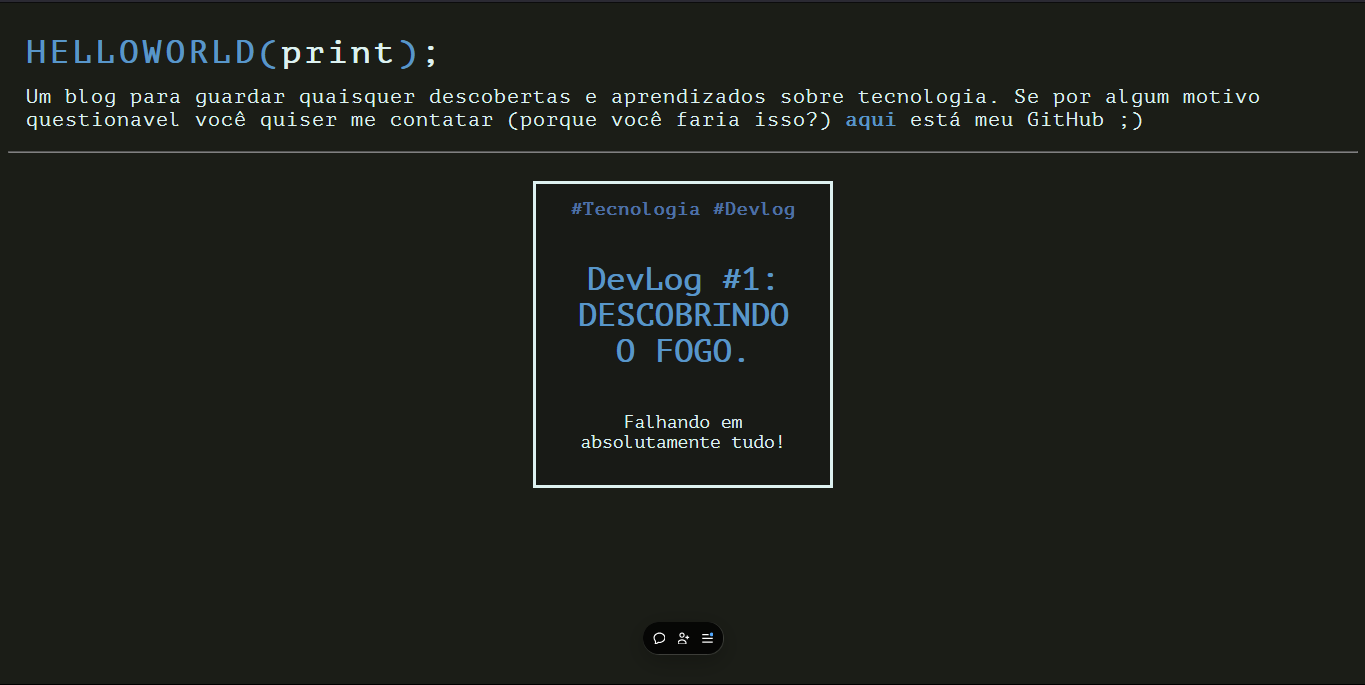 HELLOWORLD(print);
Um blog para guardar quaisquer descobertas e aprendizados sobre tecnologia. Se por algum motivo
questionavel você quiser me contatar (porque você faria isso?) aqui está meu GitHub ;)
#Tecnologia #Devlog
DevLog #1:
DESCOBRINDO
O FOGO.
Falhando em
absolutamente tudo!